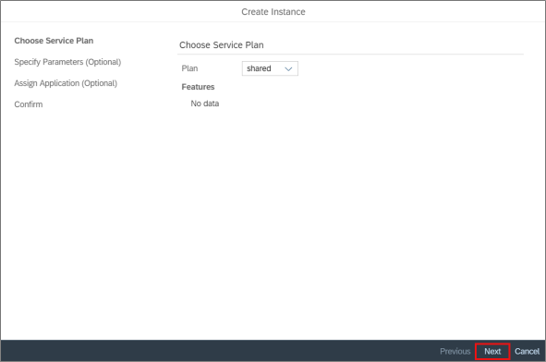 Create Instance
Choose Service Plan
Specify Parameters (Optional)
Assign Application (Optional)
Confirm
Choose Service Plan
Plan shared
Features
No data
Previous Next Cancel